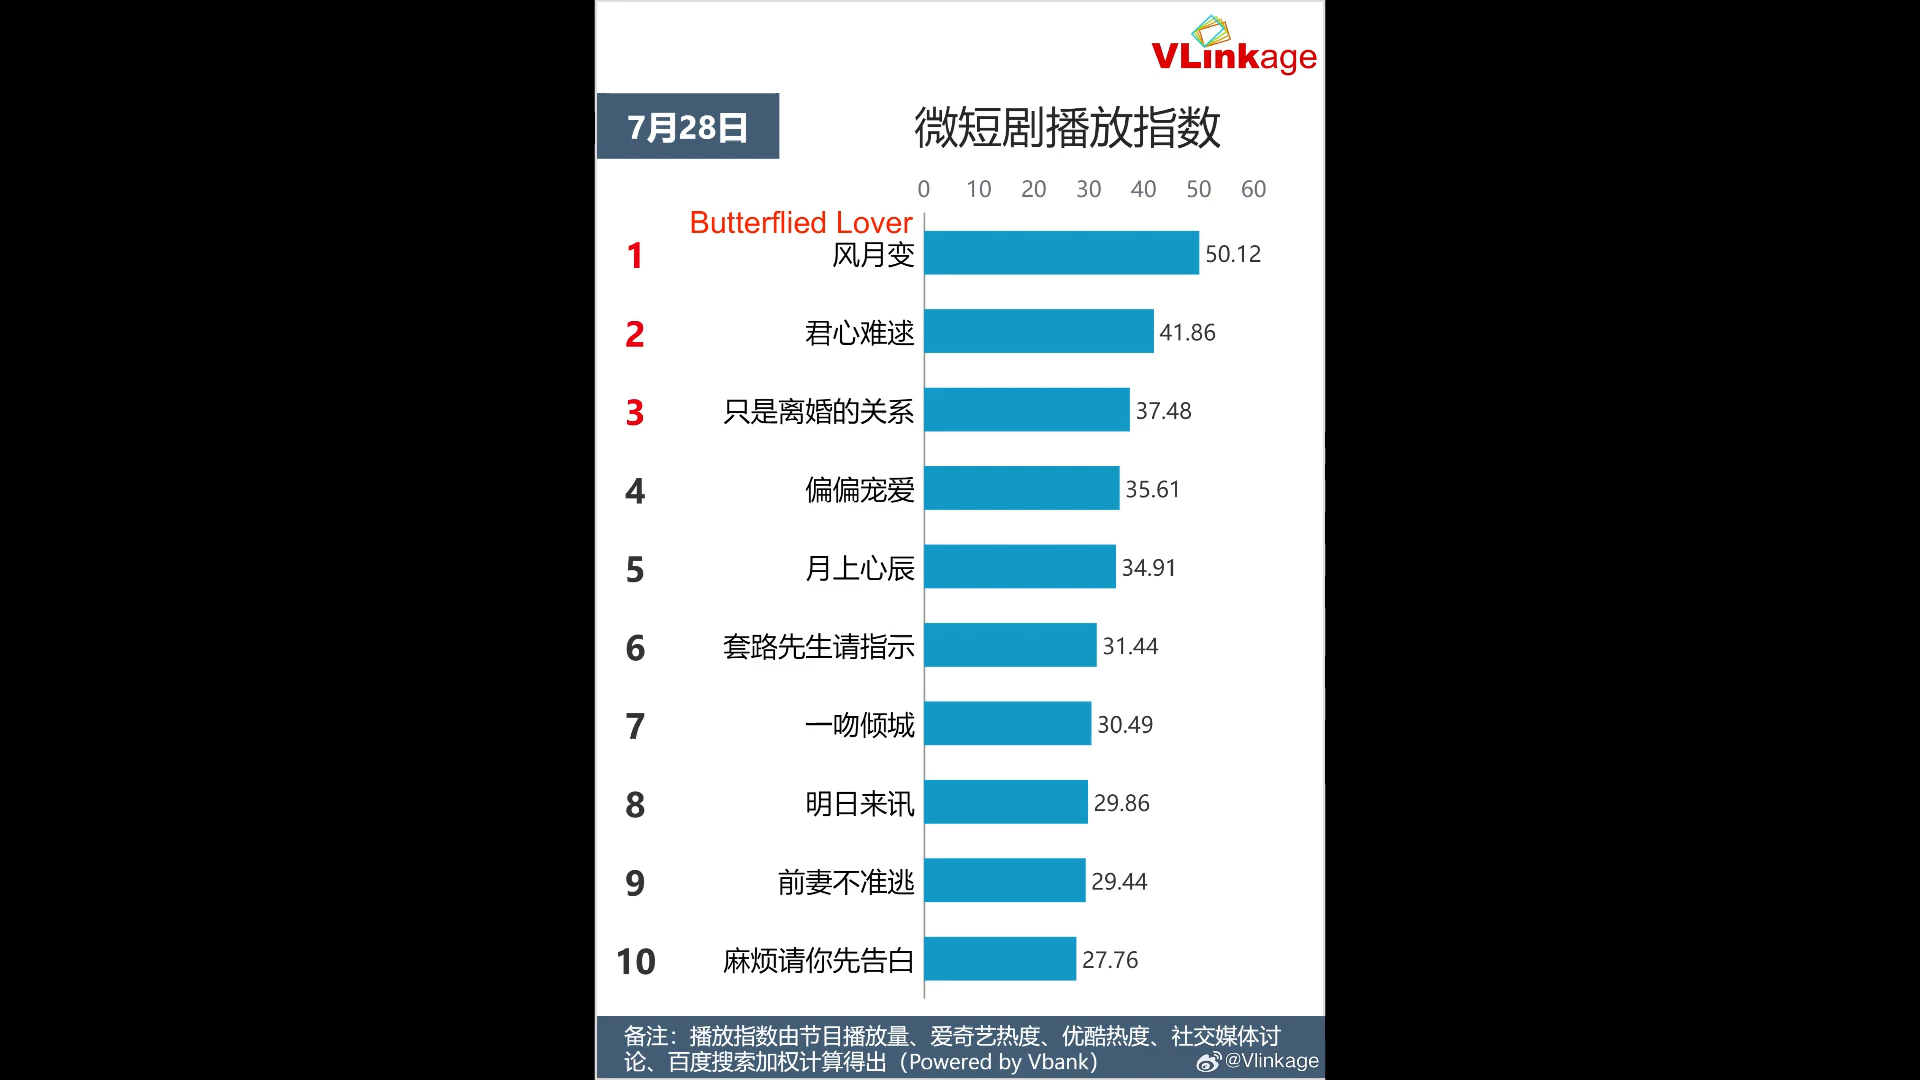 VLinkage
7月28日
微短剧播放指数
0 10 20 30 40 50 60
Butterflied Lover
1 风月变 50.12
2 君心难逑 41.86
3 只是离婚的关系 37.48
4 偏偏宠爱 35.61
5 月上心辰 34.91
6 套路先生请指示 31.44
7 一吻倾城 30.49
8 明日来讯 29.86
9 前妻不准逃 29.44
10 麻烦请你先告白 27.76
备注：播放指数由节目播放量、爱奇艺热度、优酷热度、社交媒体讨
论、百度搜索加权计算得出（Powered by Vbank）
@Vlinkage